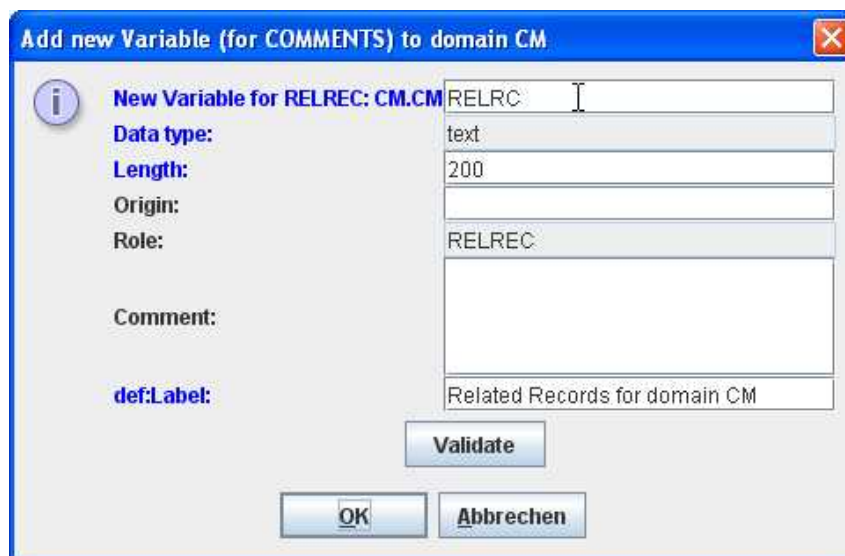 Add new Variable (for COMMENTS) to domain CM
i
New Variable for RELREC: CM.CM RELRC
Data type: text
Length: 200
Origin:
Role: RELREC
Comment:
def:Label: Related Records for domain CM
Validate
OK Abbrechen